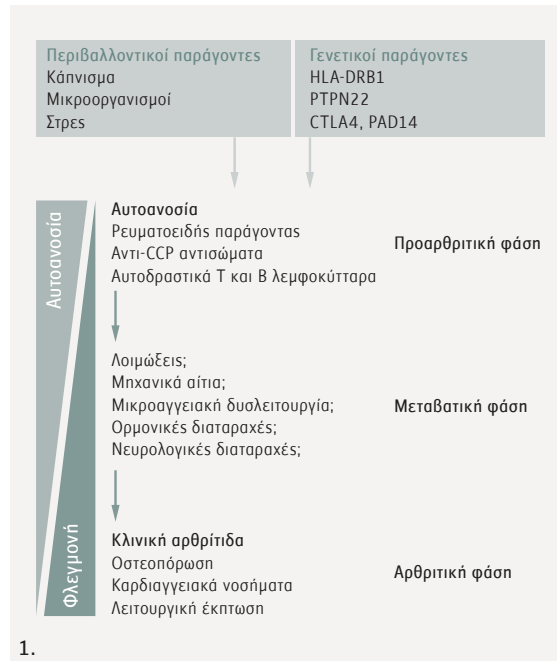 Περιβαλλοντικοί παράγοντες
Κάπνισμα
Μικροοργανισμοί
Στρες
Γενετικοί παράγοντες
HLA-DRB1
PTPN22
CTLA4, PAD14
Αυτοανοσία
Αυτοανοσία
Ρευματοειδής παράγοντας
Αντι-CCP αντισώματα
Αυτοδραστικά Τ και Β λεμφοκύτταρα
Προαρθριτική φάση
Λοιμώξεις;
Μηχανικά αίτια;
Μικροαγγειακή δυσλειτουργία;
Ορμονικές διαταραχές;
Νευρολογικές διαταραχές;
Μεταβατική φάση
Φλεγμονή
Κλινική αρθρίτιδα
Οστεοπόρωση
Καρδιαγγειακά νοσήματα
Λειτουργική έκπτωση
Αρθριτική φάση
1.